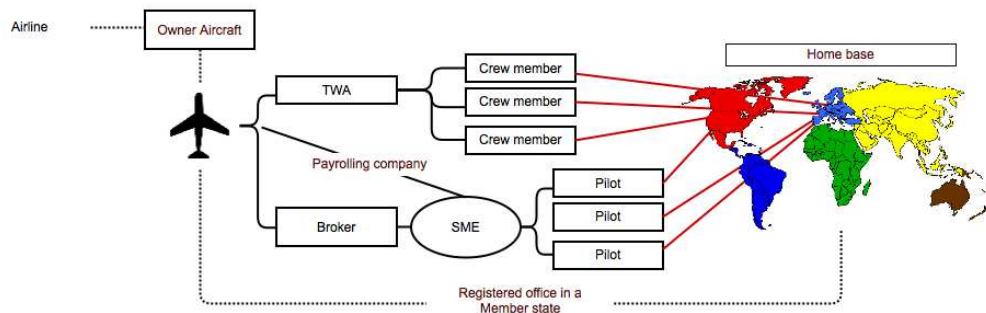 Airline
Owner Aircraft
Home base
TWA
Crew member
Crew member
Crew member
Payrolling company
Broker
SME
Pilot
Pilot
Pilot
Registered office in a
Member state